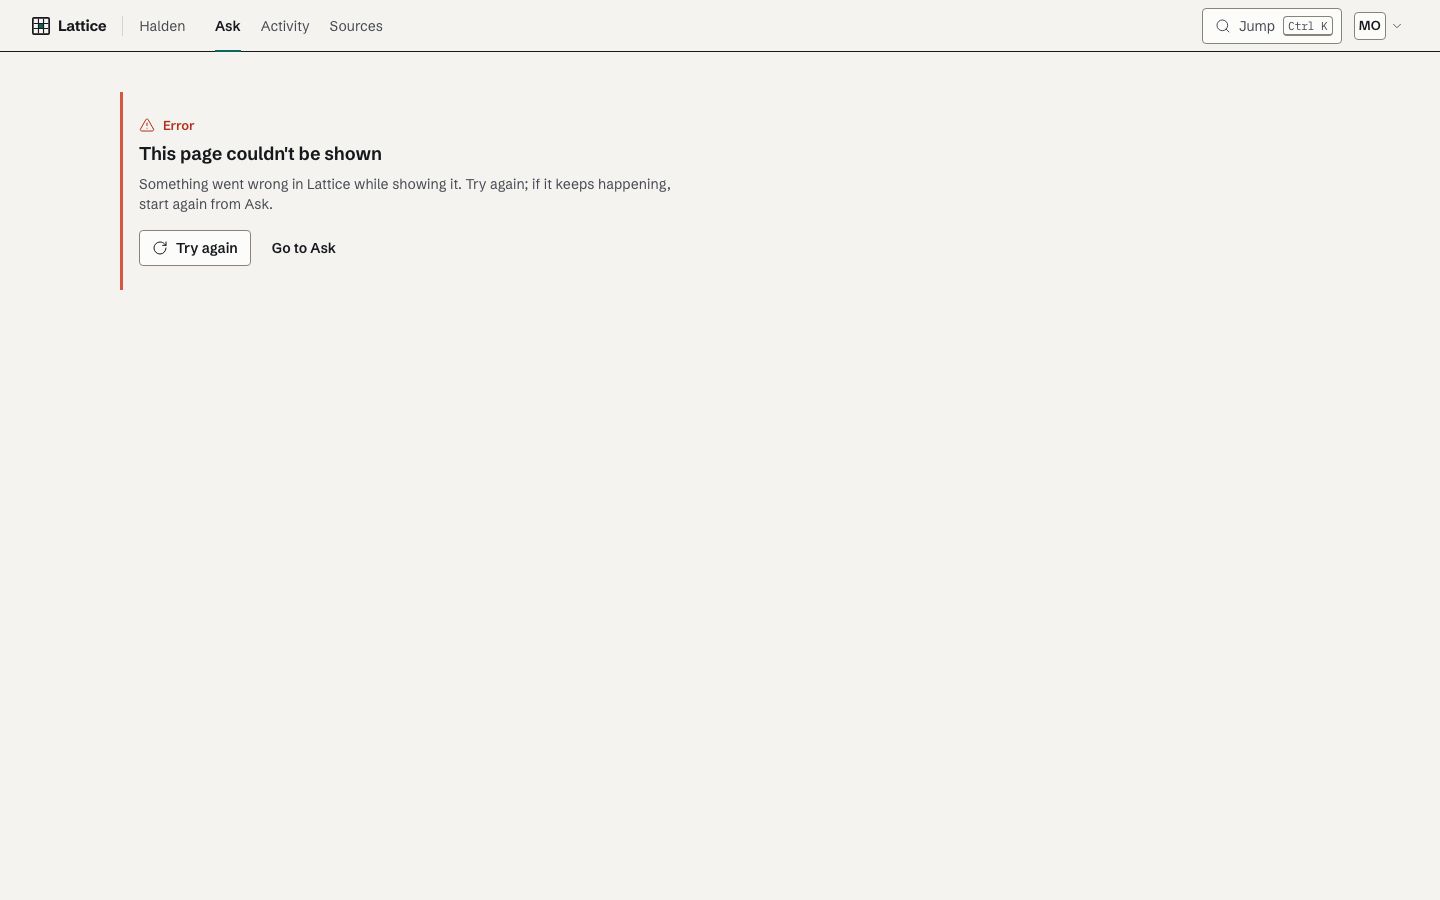 Lattice
Halden
Ask
Activity
Sources
Jump
Ctrl K
MO
Error
This page couldn't be shown
Something went wrong in Lattice while showing it. Try again; if it keeps happening,
start again from Ask.
Try again
Go to Ask